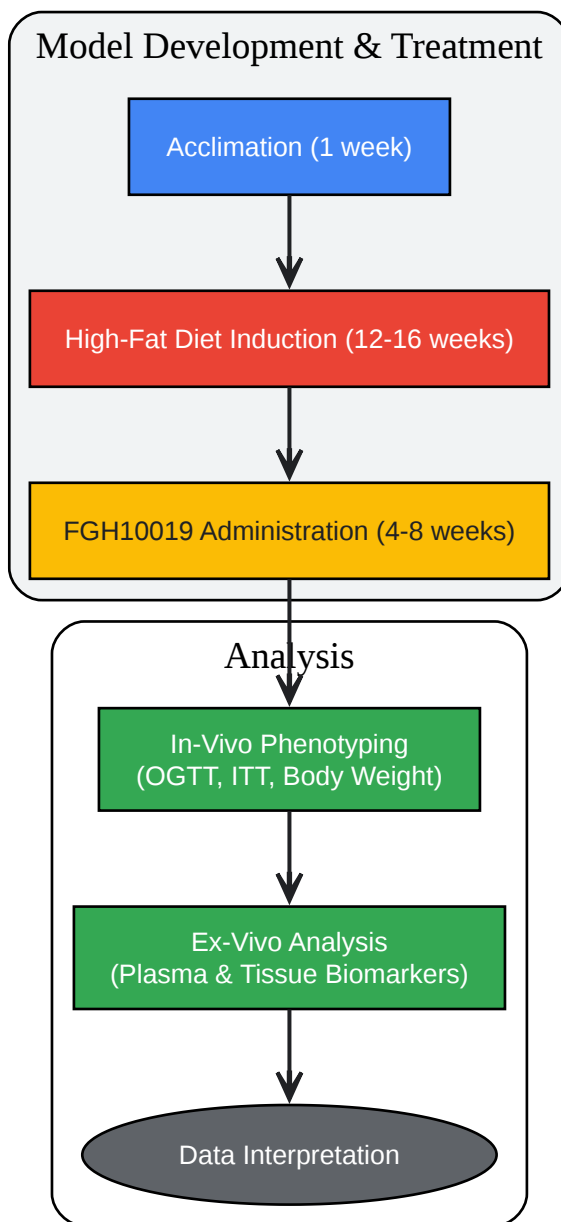 Model Development & Treatment
Acclimation (1 week)
High-Fat Diet Induction (12-16 weeks)
FGH10019 Administration (4-8 weeks)
Analysis
In-Vivo Phenotyping
(OGTT, ITT, Body Weight)
Ex-Vivo Analysis
(Plasma & Tissue Biomarkers)
Data Interpretation